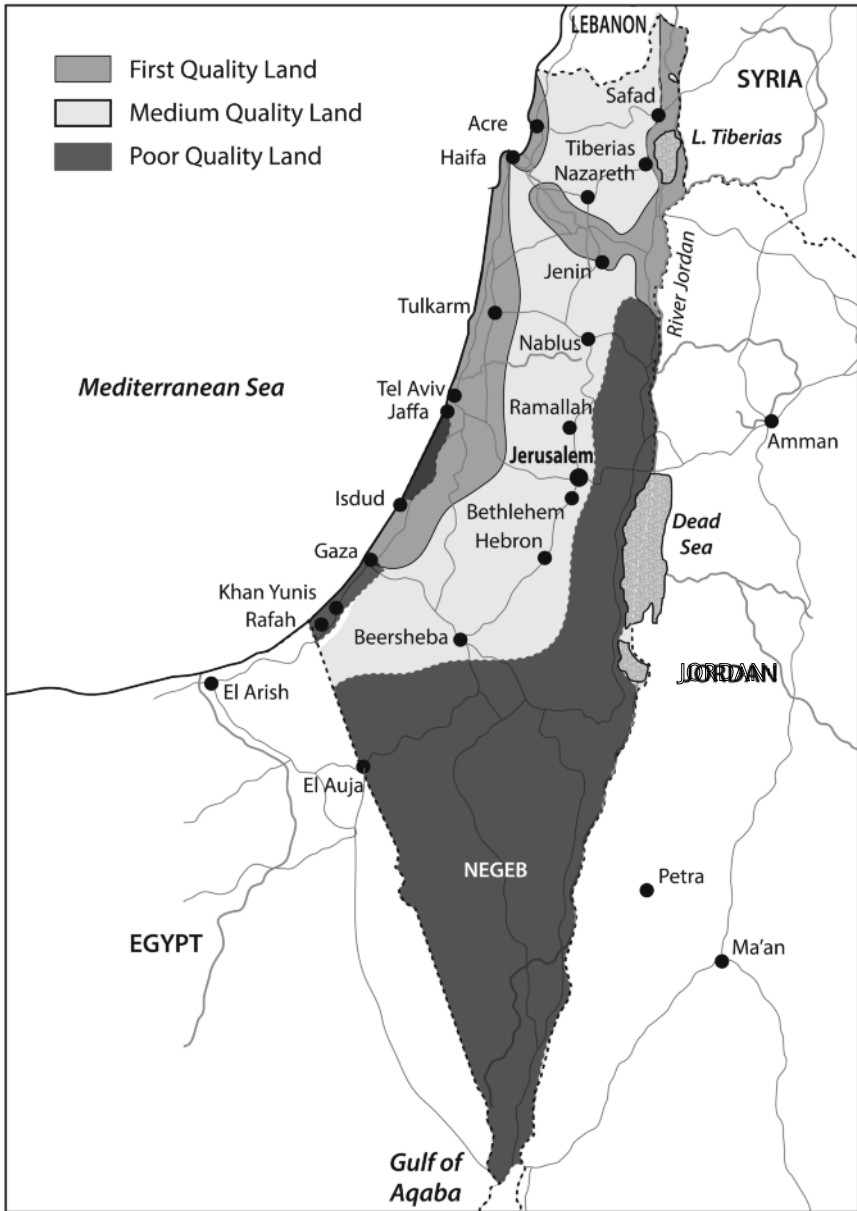 LEBANON
First Quality Land
Medium Quality Land
Poor Quality Land
SYRIA
Safad
Acre
L. Tiberias
Haifa
Tiberias
Nazareth
Jenin
River Jordan
Tulkarm
Nablus
Mediterranean Sea
Tel Aviv
Jaffa
Ramallah
Amman
Jerusalem
Isdud
Bethlehem
Dead
Sea
Hebron
Gaza
Khan Yunis
Rafah
Beersheba
JORDAN
El Arish
El Auja
NEGEB
Petra
EGYPT
Ma'an
Gulf of
Aqaba